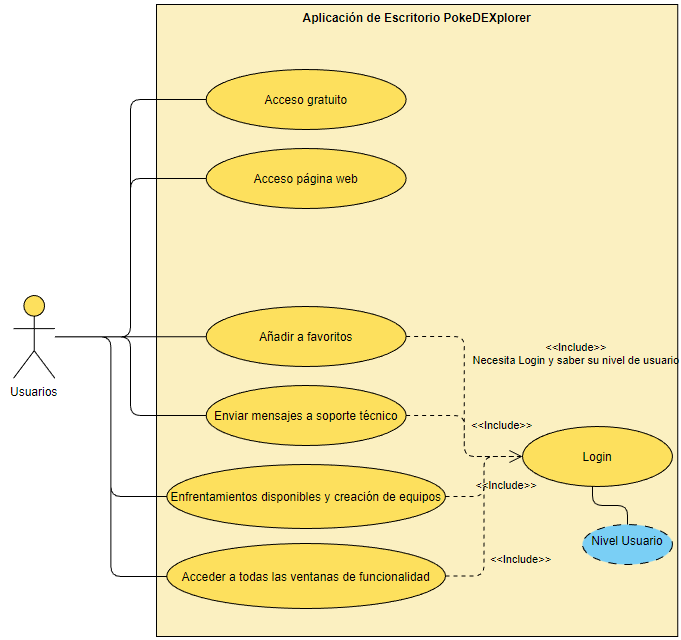 Aplicación de Escritorio PokeDEXplorer
Acceso gratuito
Acceso página web
Añadir a favoritos
<<Include>>
Necesita Login y saber su nivel de usuario
Usuarios
Enviar mensajes a soporte técnico
<<Include>>
Login
<<Include>>
Enfrentamientos disponibles y creación de equipos
Nivel Usuario
<<Include>>
Acceder a todas las ventanas de funcionalidad